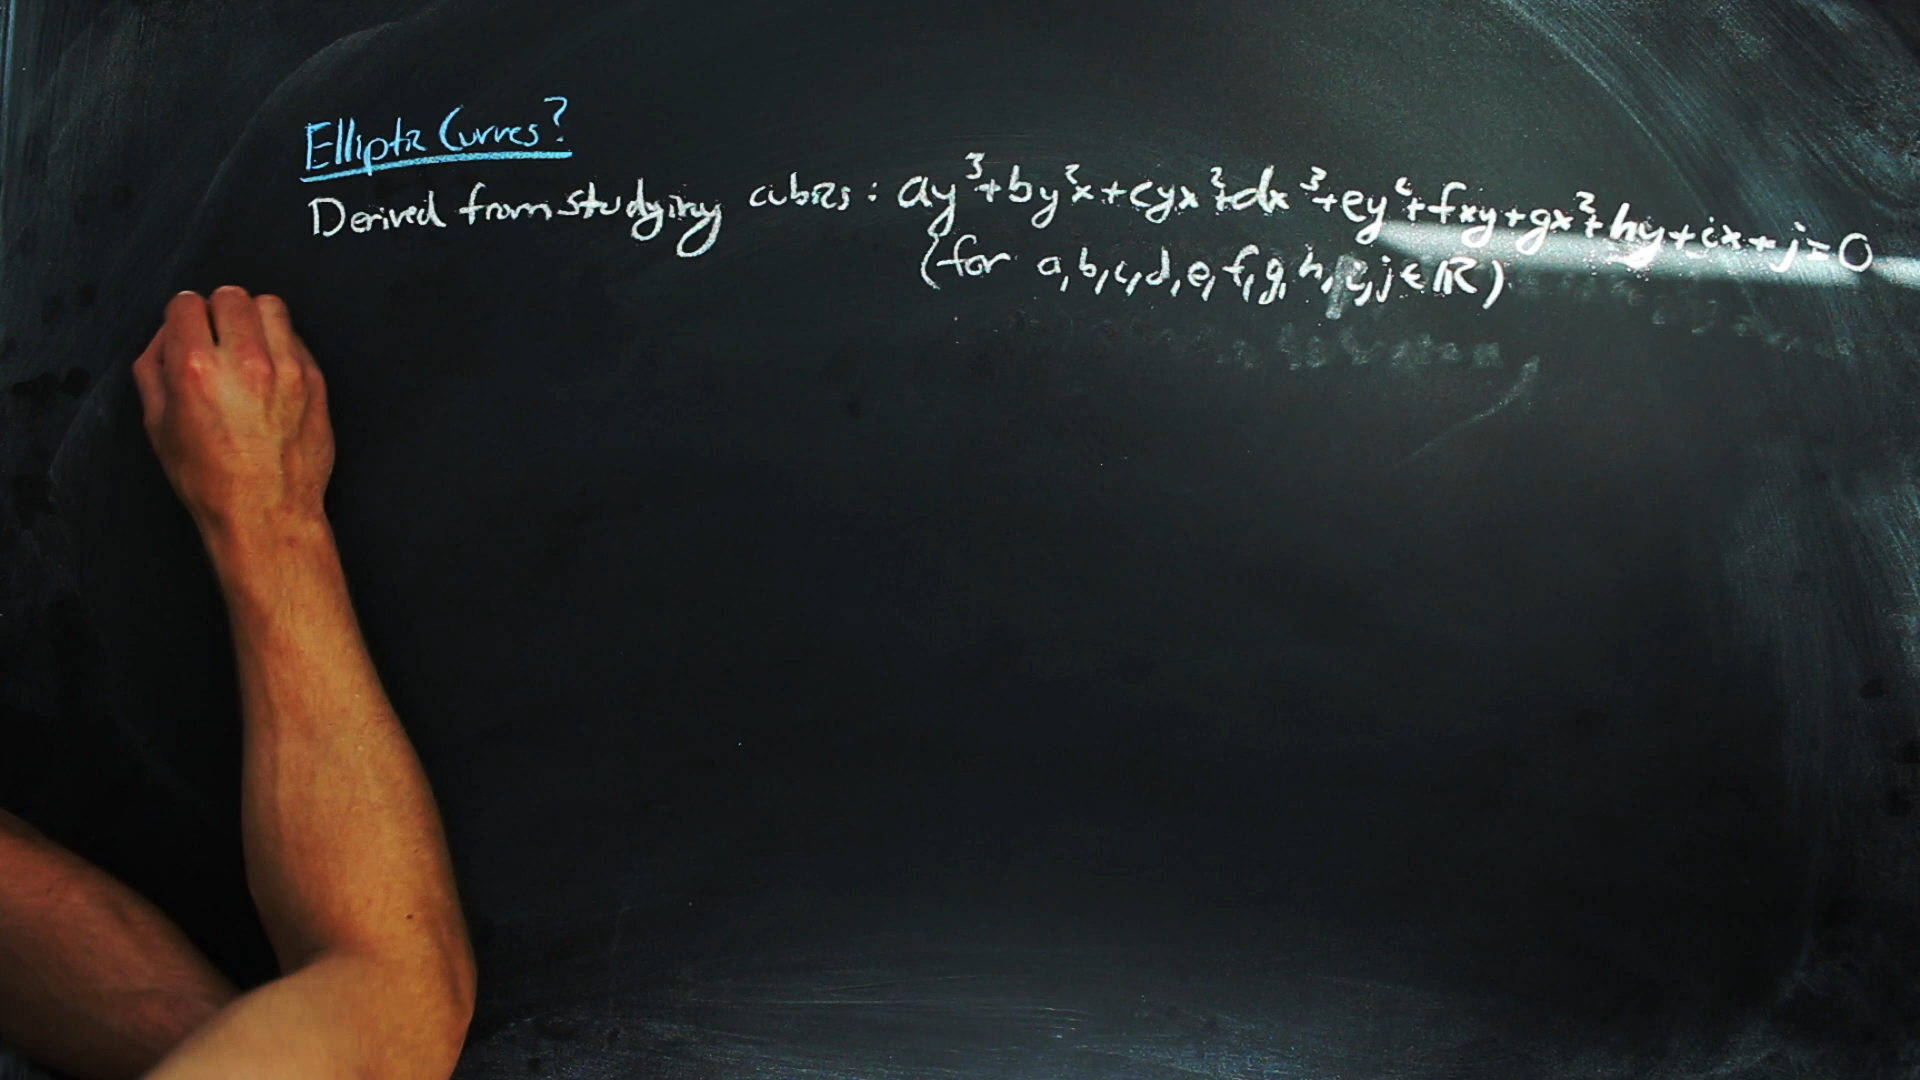 Elliptic Curves?
Derived from studying cubics: ay³+by²x+cyx²+dx³+ey²+fxy+gx²+hy+ix+j=0
(for a,b,c,d,e,f,g,h,i,j∈ℝ)